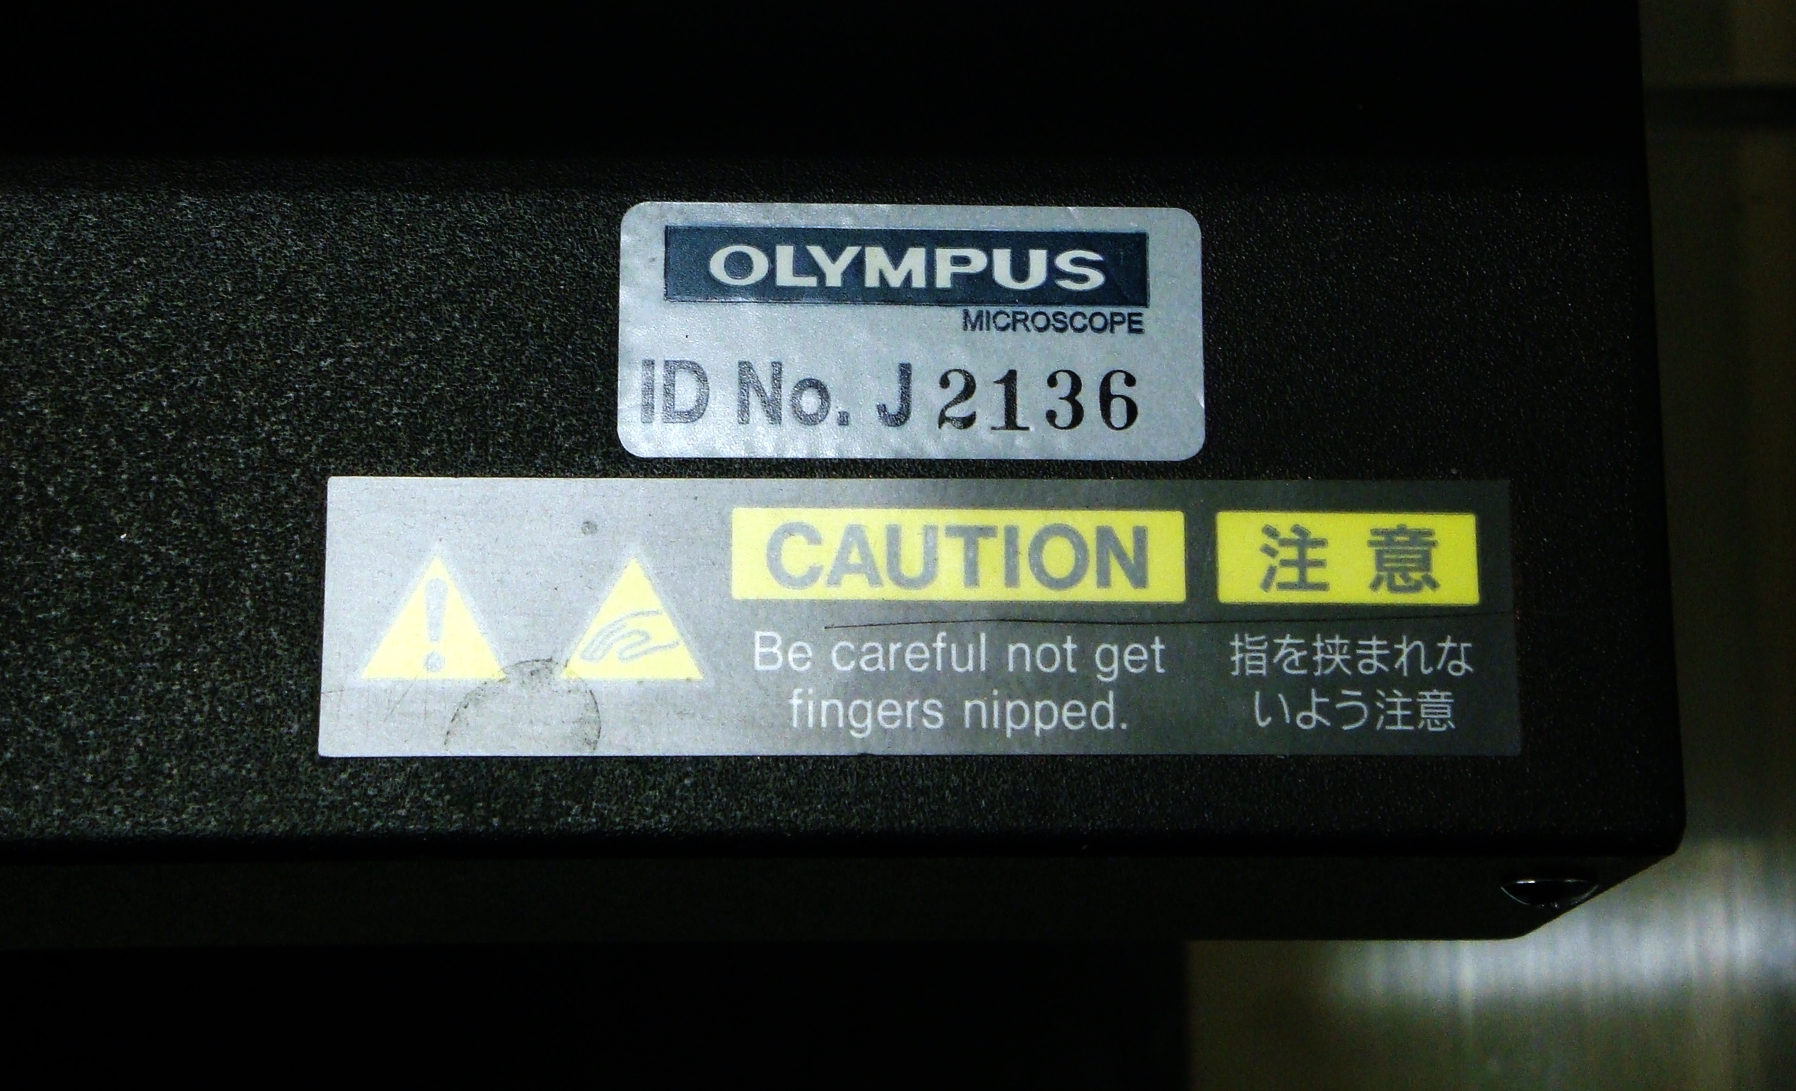 OLYMPUS
MICROSCOPE
ID No. J 2136
CAUTION
Be careful not get
fingers nipped.
注意
指を挟まれな
いよう注意